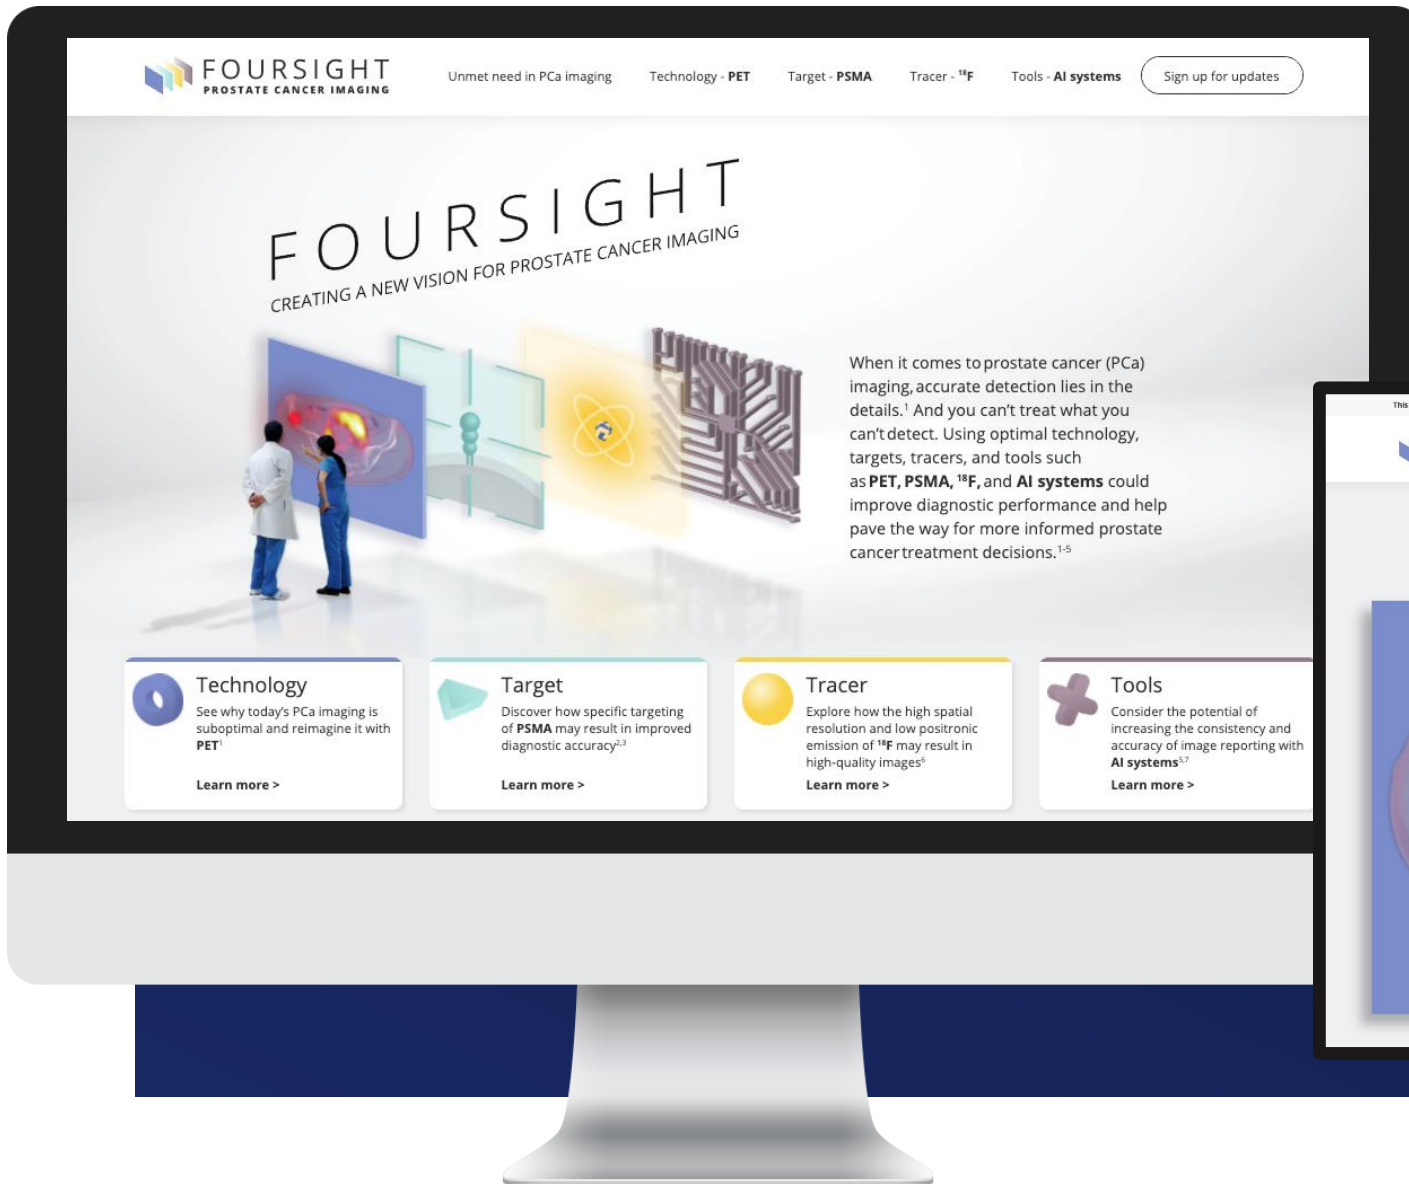 FOURSIGHT
PROSTATE CANCER IMAGING
Unmet need in PCa imaging
Technology - PET
Target - PSMA
Tracer - ¹⁸F
Tools - AI systems
Sign up for updates
FOURSIGHT
CREATING A NEW VISION FOR PROSTATE CANCER IMAGING
When it comes to prostate cancer (PCa)
imaging, accurate detection lies in the
details.¹ And you can't treat what you
can't detect. Using optimal technology,
targets, tracers, and tools such
as PET, PSMA, ¹⁸F, and AI systems could
improve diagnostic performance and help
pave the way for more informed prostate
cancer treatment decisions.¹⁻⁵
This
Technology
See why today's PCa imaging is
suboptimal and reimagine it with
PET¹
Learn more >
Target
Discover how specific targeting
of PSMA may result in improved
diagnostic accuracy²,³
Learn more >
Tracer
Explore how the high spatial
resolution and low positronic
emission of ¹⁸F may result in
high-quality images⁶
Learn more >
Tools
Consider the potential of
increasing the consistency and
accuracy of image reporting with
AI systems⁵,⁷
Learn more >